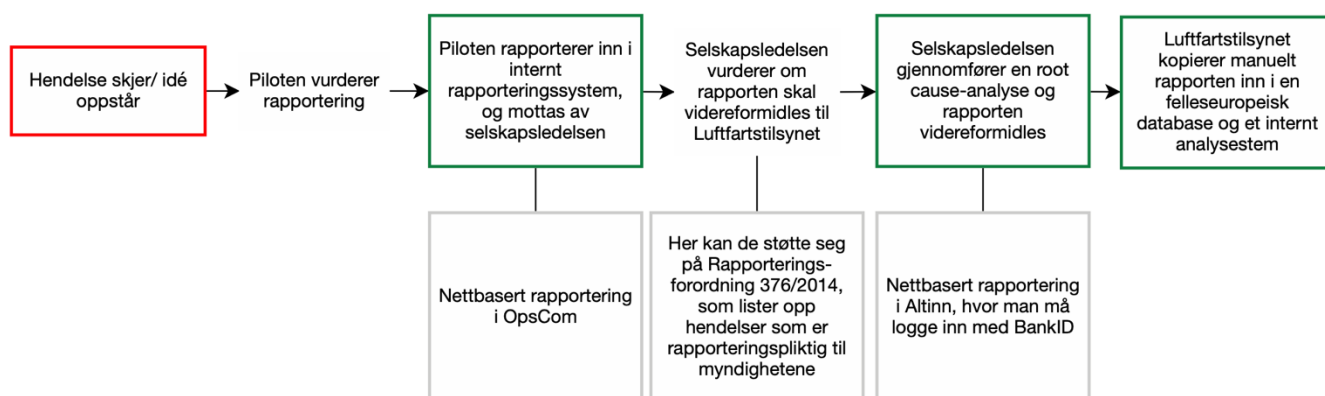 Hendelse skjer/ idé
oppstår
Piloten vurderer
rapportering
Piloten rapporterer inn i
internt
rapporteringssystem,
og mottas av
selskapsledelsen
Selskapsledelsen
vurderer om
rapporten skal
videreformidles til
Luftfartstilsynet
Selskapsledelsen
gjennomfører en root
cause-analyse og
rapporten
videreformidles
Luftfartstilsynet
kopierer manuelt
rapporten inn i en
felleseuropeisk
database og et internt
analysestem
Nettbasert rapportering
i OpsCom
Her kan de støtte seg
på Rapporterings-
forordning 376/2014,
som lister opp
hendelser som er
rapporteringspliktig til
myndighetene
Nettbasert rapportering
i Altinn, hvor man må
logge inn med BankID